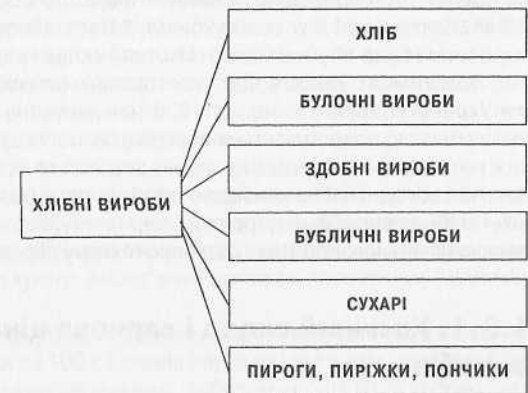 ХЛІБ
БУЛОЧНІ ВИРОБИ
ЗДОБНІ ВИРОБИ
ХЛІБНІ ВИРОБИ
БУБЛИЧНІ ВИРОБИ
СУХАРІ
ПИРОГИ, ПИРІЖКИ, ПОНЧИКИ